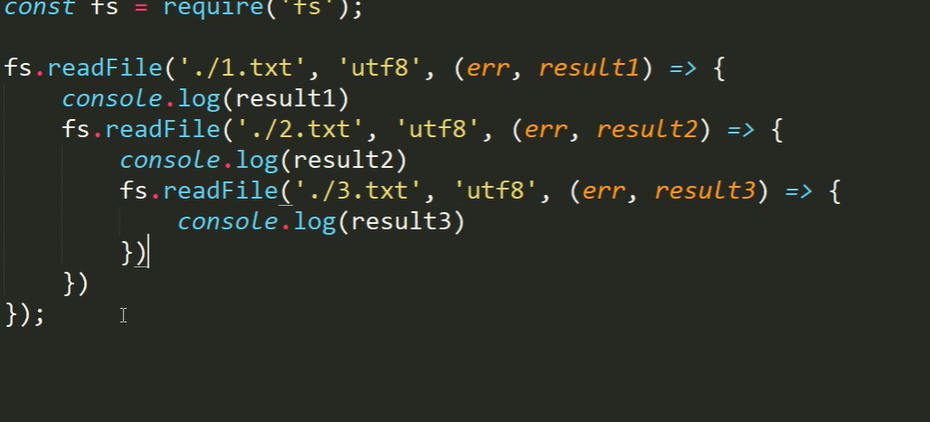 const fs = require('fs');
fs.readFile('./1.txt', 'utf8', (err, result1) => {
console.log(result1)
fs.readFile('./2.txt', 'utf8', (err, result2) => {
console.log(result2)
fs.readFile('./3.txt', 'utf8', (err, result3) => {
console.log(result3)
})
})
});